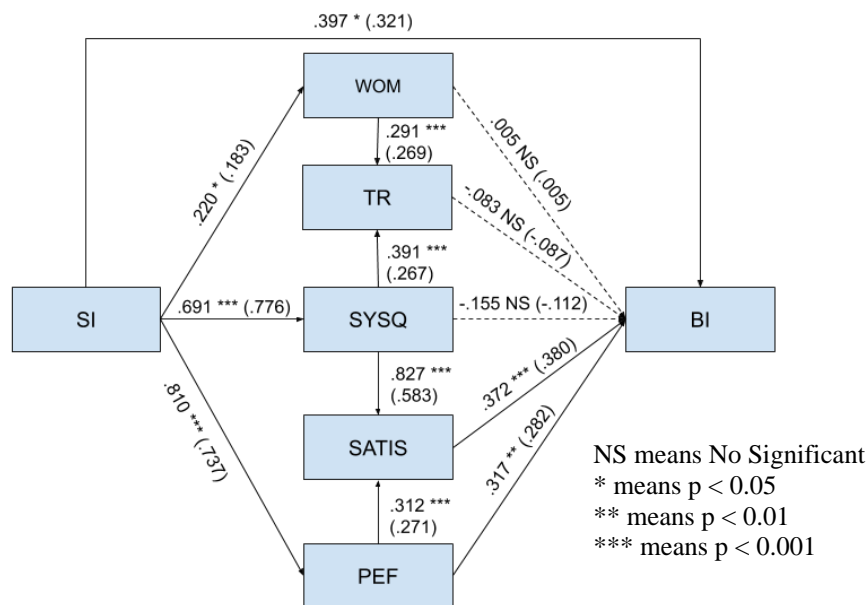 .397 * (.321)
WOM
.220 * (.183)
.291 ***
(.269)
.005 NS (.005)
TR
-.083 NS (-.087)
.391 ***
(.267)
SI
.691 *** (.776)
SYSQ
-.155 NS (-.112)
BI
.827 ***
(.583)
.372 *** (.380)
.810 *** (.737)
SATIS
.317 ** (.282)
.312 ***
(.271)
PEF
NS means No Significant
* means p < 0.05
** means p < 0.01
*** means p < 0.001